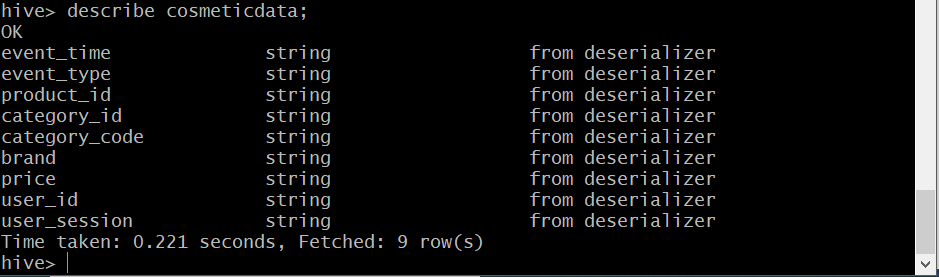 hive> describe cosmeticdata;
OK
event_time string from deserializer
event_type string from deserializer
product_id string from deserializer
category_id string from deserializer
category_code string from deserializer
brand string from deserializer
price string from deserializer
user_id string from deserializer
user_session string from deserializer
Time taken: 0.221 seconds, Fetched: 9 row(s)
hive>